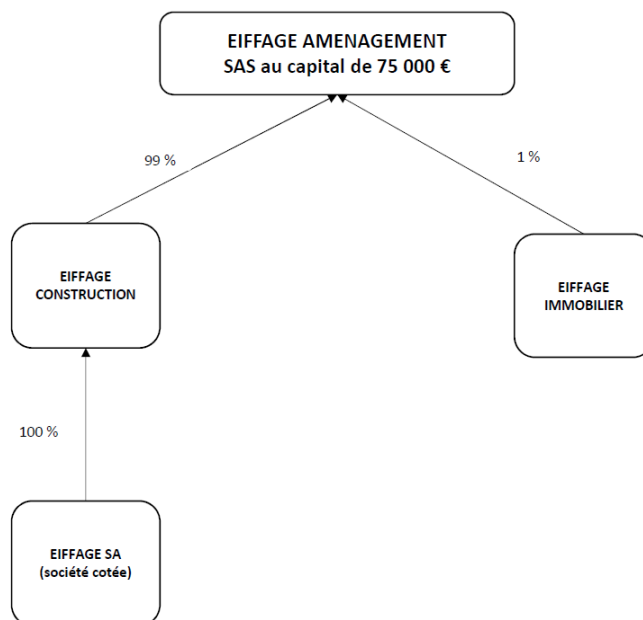 EIFFAGE AMENAGEMENT
SAS au capital de 75 000 €
99 %
1 %
EIFFAGE
CONSTRUCTION
EIFFAGE
IMMOBILIER
100 %
EIFFAGE SA
(société cotée)